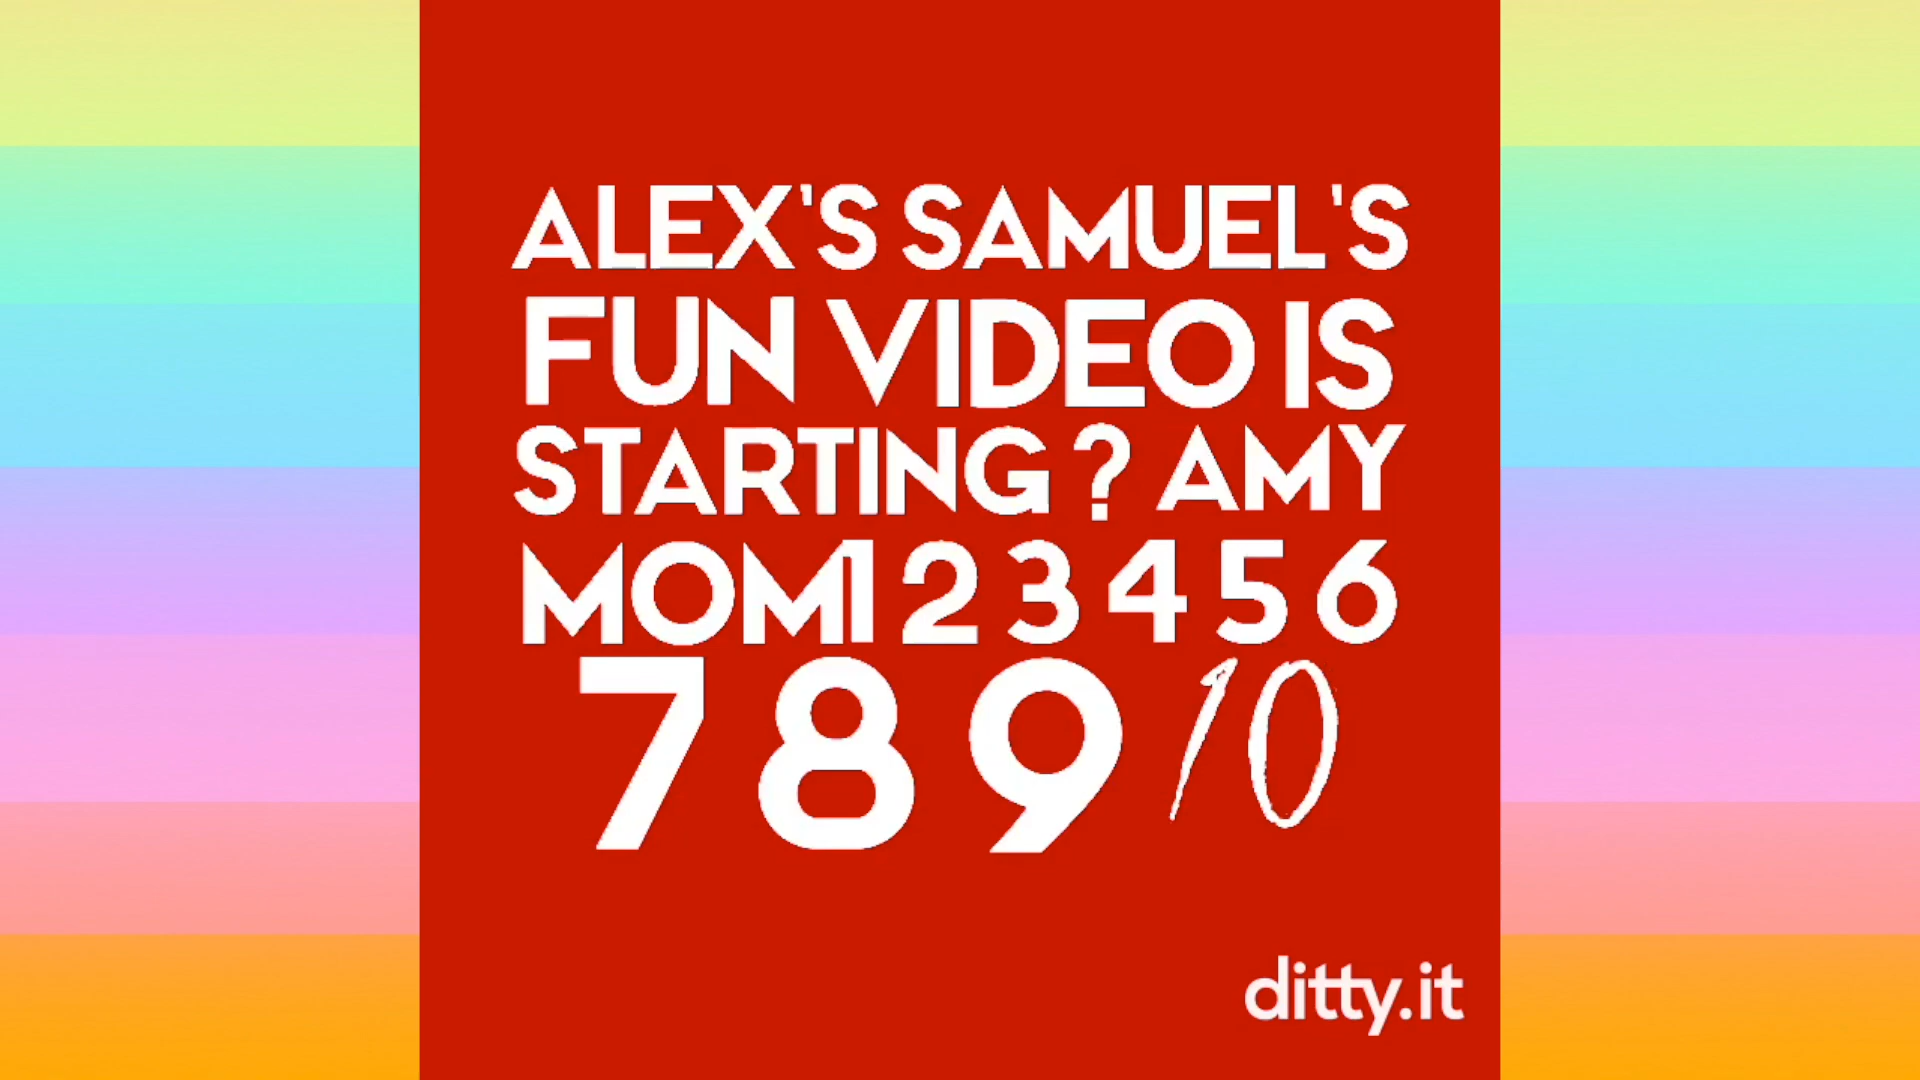 ALEX'S SAMUEL'S
FUN VIDEO IS
STARTING ? AMY
MOM1 2 3 4 5 6
7 8 9 10
ditty.it